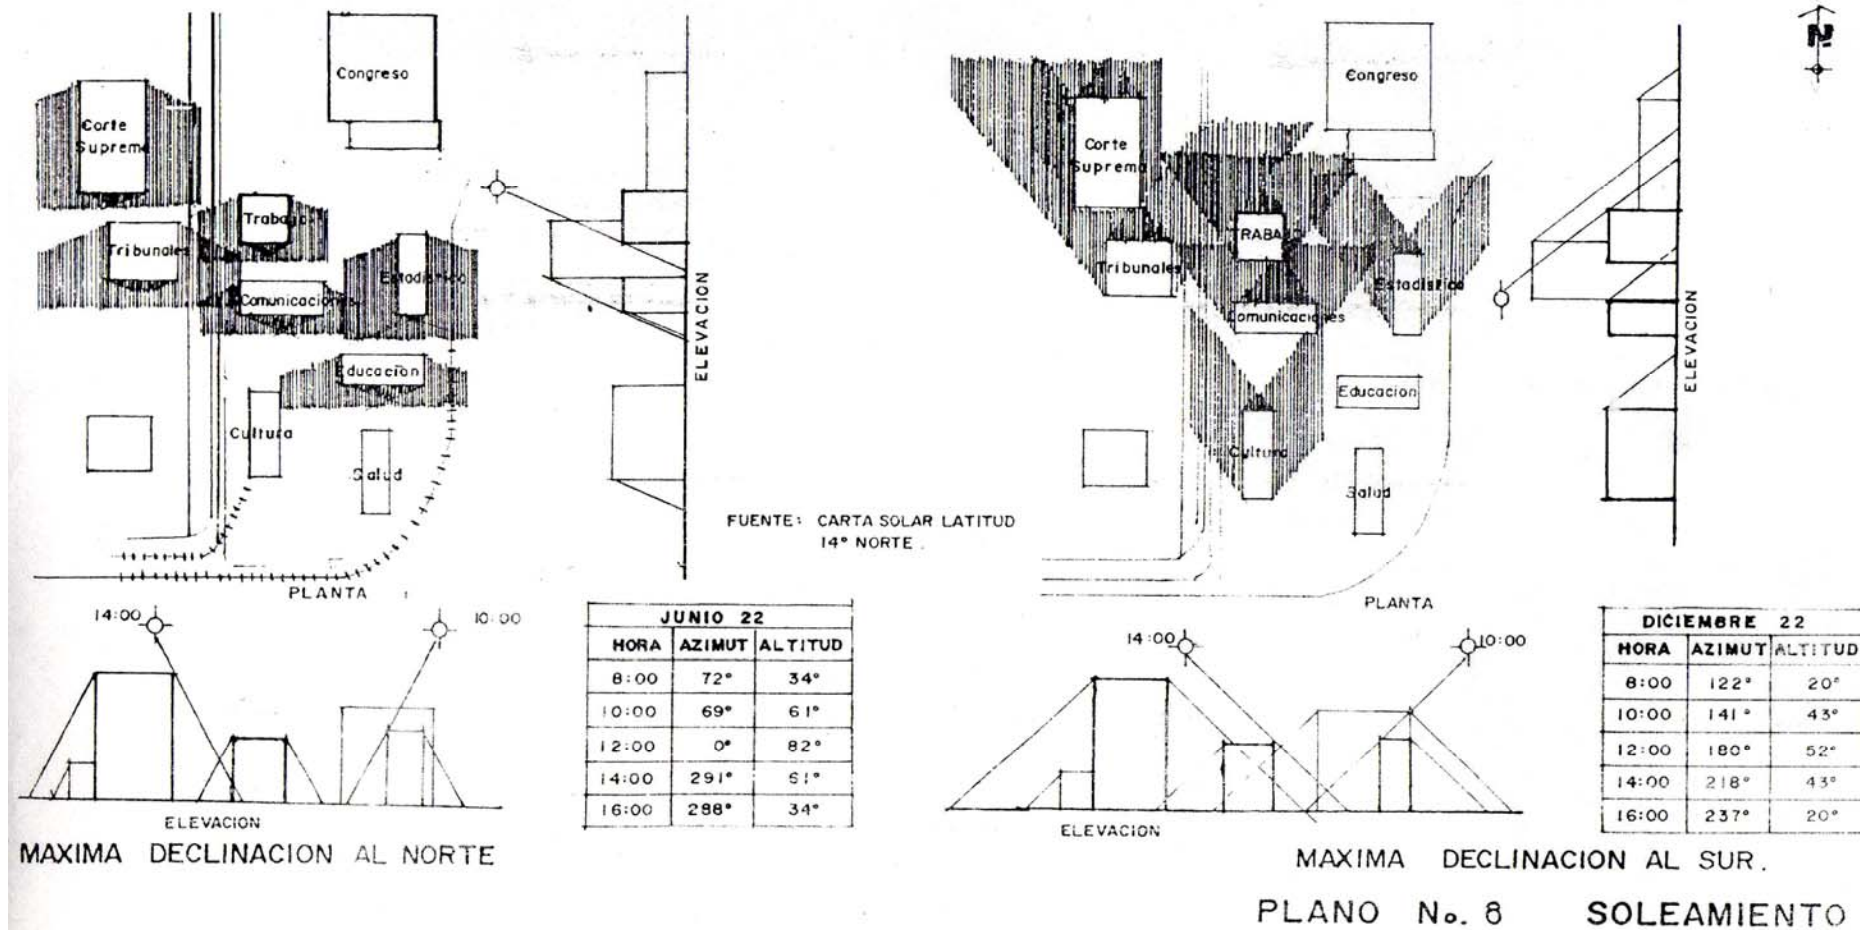 Congreso
Corte
Suprema
Trabajo
Tribunales
Estadistica
Comunicaciones
Educacion
Cultura
Salud
PLANTA
ELEVACION
14:00
10:00
ELEVACION
MAXIMA DECLINACION AL NORTE
JUNIO 22
HORA AZIMUT ALTITUD
8:00 72° 34°
10:00 69° 61°
12:00 0° 82°
14:00 291° 61°
16:00 288° 34°
FUENTE: CARTA SOLAR LATITUD
14° NORTE.
N
Congreso
Corte
Suprema
TRABAJO
Tribunales
Estadistica
Comunicaciones
Educacion
Cultura
Salud
PLANTA
ELEVACION
14:00
10:00
ELEVACION
DICIEMBRE 22
HORA AZIMUT ALTITUD
8:00 122° 20°
10:00 141° 43°
12:00 180° 52°
14:00 218° 43°
16:00 237° 20°
MAXIMA DECLINACION AL SUR.
PLANO No. 8 SOLEAMIENTO